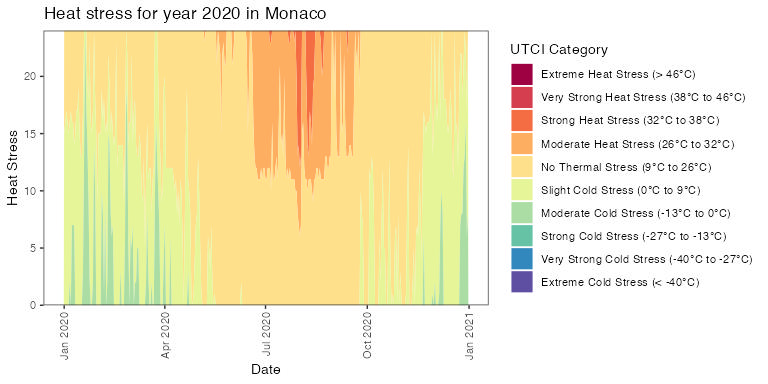 Heat stress for year 2020 in Monaco
20
15
10
5
0
Heat Stress
Jan 2020
Apr 2020
Jul 2020
Oct 2020
Jan 2021
Date
UTCI Category
Extreme Heat Stress (> 46°C)
Very Strong Heat Stress (38°C to 46°C)
Strong Heat Stress (32°C to 38°C)
Moderate Heat Stress (26°C to 32°C)
No Thermal Stress (9°C to 26°C)
Slight Cold Stress (0°C to 9°C)
Moderate Cold Stress (-13°C to 0°C)
Strong Cold Stress (-27°C to -13°C)
Very Strong Cold Stress (-40°C to -27°C)
Extreme Cold Stress (< -40°C)